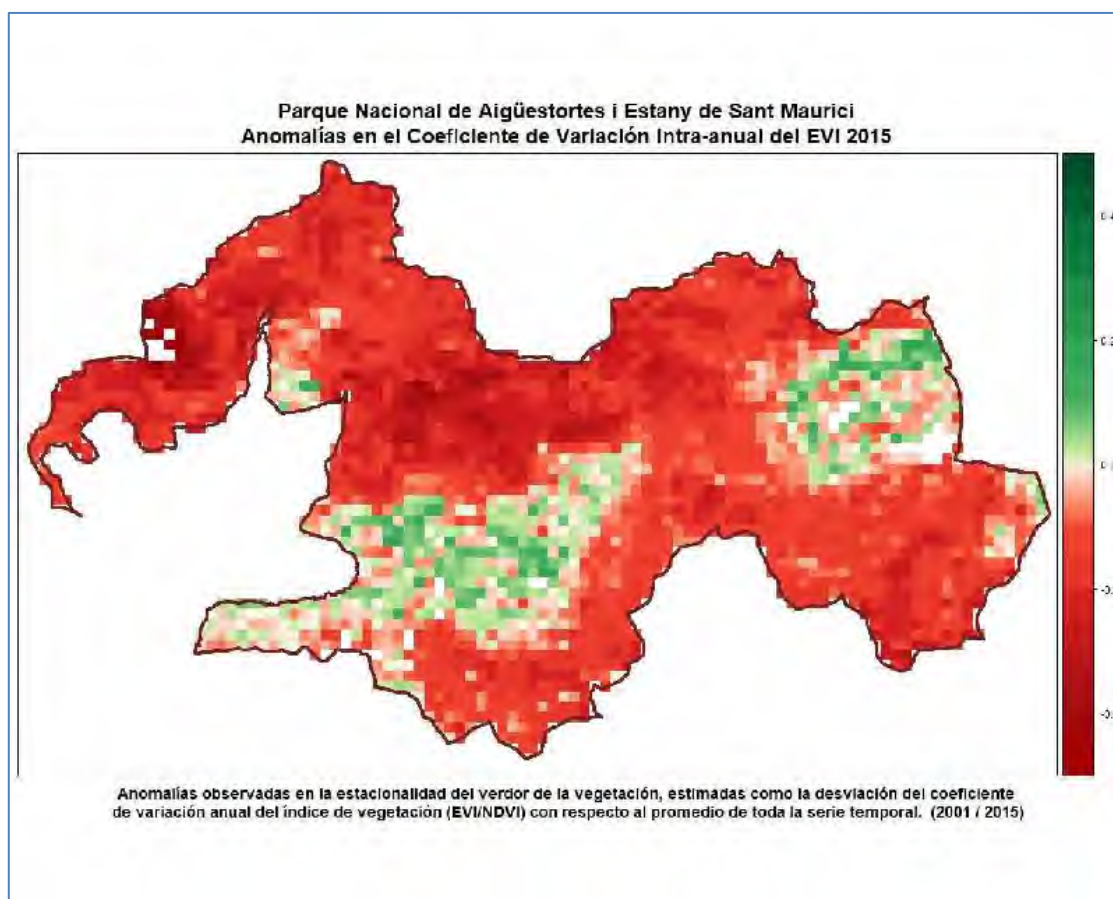 Parque Nacional de Aigüestortes i Estany de Sant Maurici
Anomalías en el Coeficiente de Variación Intra-anual del EVI 2015
Anomalías observadas en la estacionalidad del verdor de la vegetación, estimadas como la desviación del coeficiente
de variación anual del índice de vegetación (EVI/NDVI) con respecto al promedio de toda la serie temporal. (2001 / 2015)